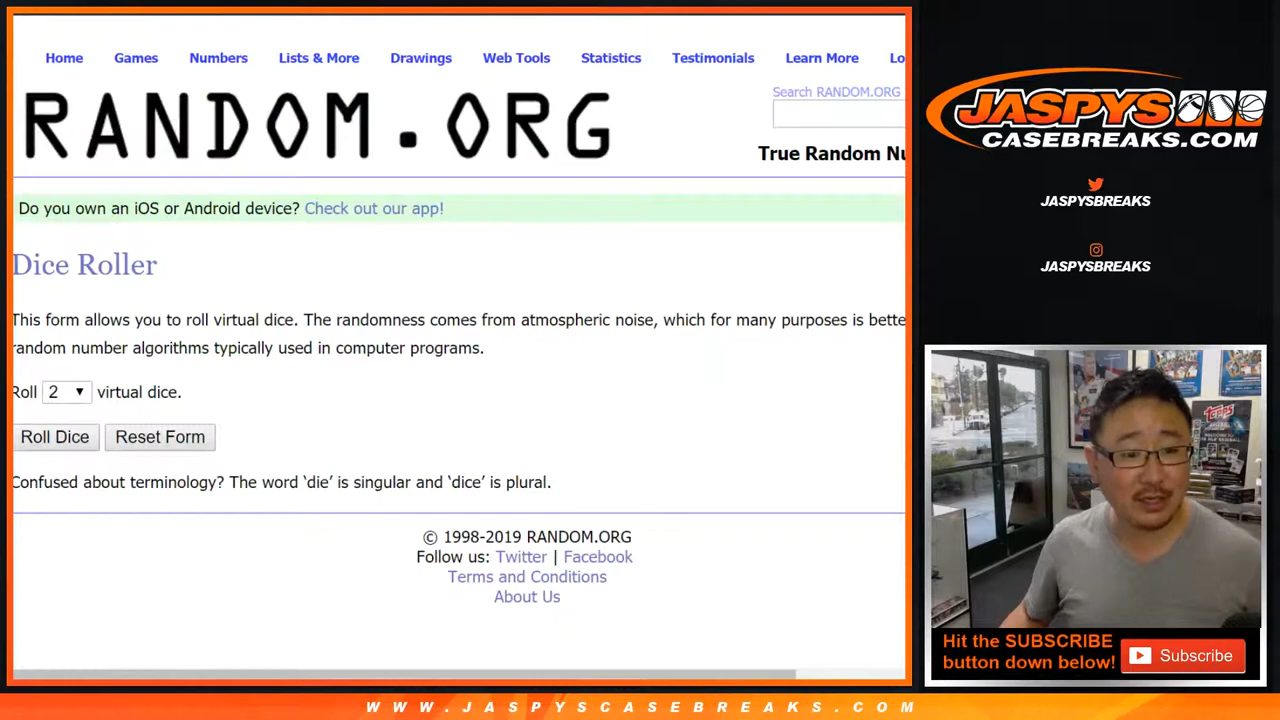 Home Games Numbers Lists & More Drawings Web Tools Statistics Testimonials Learn More Lo
RANDOM.ORG
Search RANDOM.ORG
True Random Nu
Do you own an iOS or Android device? Check out our app!
Dice Roller
This form allows you to roll virtual dice. The randomness comes from atmospheric noise, which for many purposes is bette
random number algorithms typically used in computer programs.
Roll 2 ▼ virtual dice.
Roll Dice Reset Form
Confused about terminology? The word ‘die’ is singular and ‘dice’ is plural.
© 1998-2019 RANDOM.ORG
Follow us: Twitter | Facebook
Terms and Conditions
About Us
JASPYS
CASEBREAKS.COM
JASPYSBREAKS
JASPYSBREAKS
TOPPS
Hit the SUBSCRIBE
button down below!
Subscribe
WWW.JASPYSCASEBREAKS.COM